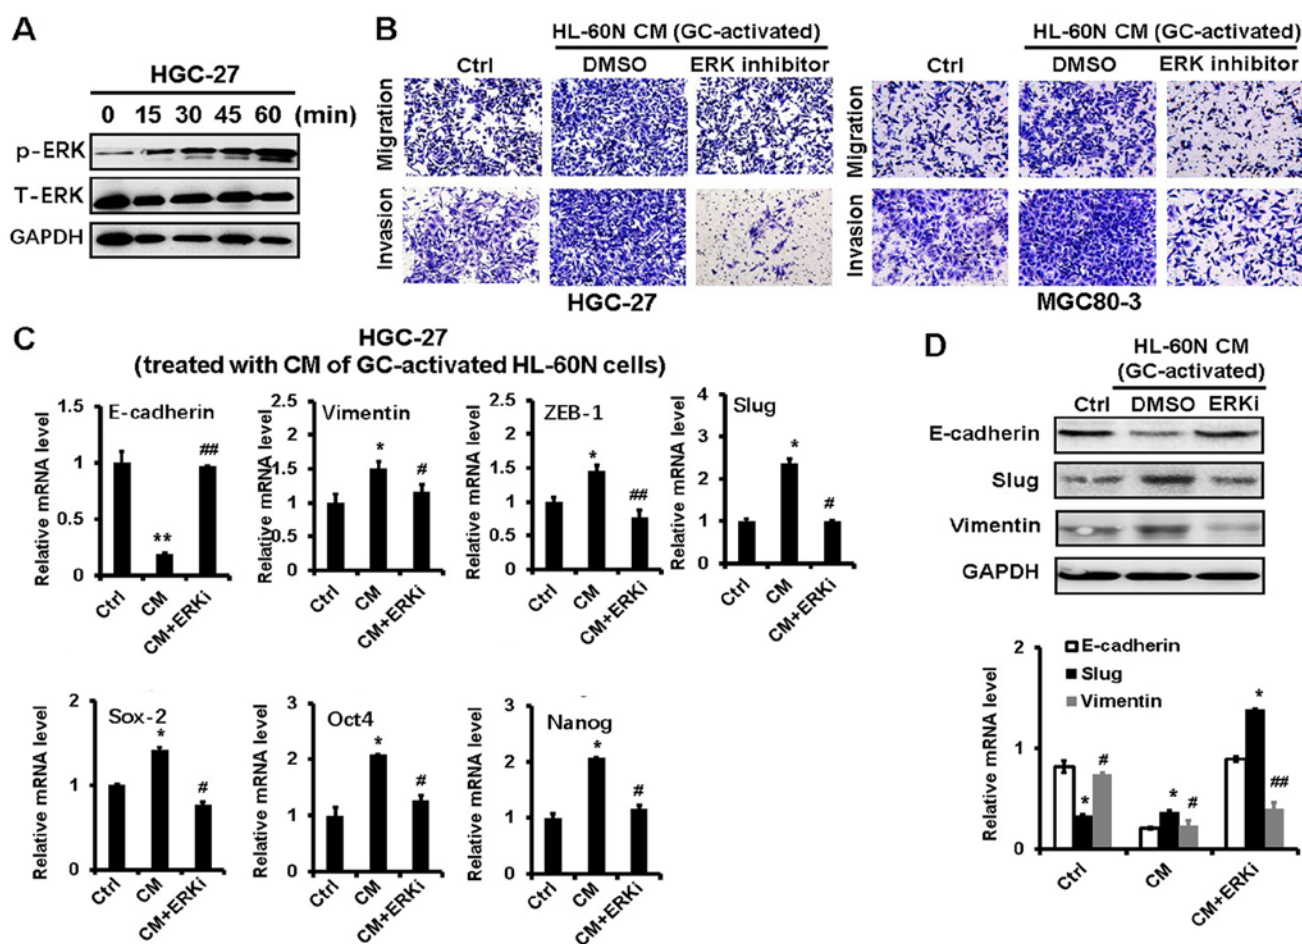 A
HGC-27
0 15 30 45 60 (min)
p-ERK
T-ERK
GAPDH
B
HL-60N CM (GC-activated)
Ctrl DMSO ERK inhibitor
Migration
Invasion
HGC-27
HL-60N CM (GC-activated)
Ctrl DMSO ERK inhibitor
Migration
Invasion
MGC80-3
C
HGC-27
(treated with CM of GC-activated HL-60N cells)
E-cadherin
Relative mRNA level
1.5
1
0.5
0
**
##
Ctrl CM CM+ERKi
Vimentin
Relative mRNA level
2.5
2.0
1.5
1.0
0.5
0
*
#
Ctrl CM CM+ERKi
ZEB-1
Relative mRNA level
2.5
2.0
1.5
1.0
0.5
0
*
##
Ctrl CM CM+ERKi
Slug
Relative mRNA level
4
3
2
1
0
*
#
Ctrl CM CM+ERKi
Sox-2
Relative mRNA level
2
1
0
*
#
Ctrl CM CM+ERKi
Oct4
Relative mRNA level
3
2
1
0
*
#
Ctrl CM CM+ERKi
Nanog
Relative mRNA level
3
2
1
0
*
#
Ctrl CM CM+ERKi
D
HL-60N CM
(GC-activated)
Ctrl DMSO ERKi
E-cadherin
Slug
Vimentin
GAPDH
Relative mRNA level
2
1
0
E-cadherin
Slug
Vimentin
* #
* #
* ##
Ctrl CM CM+ERKi